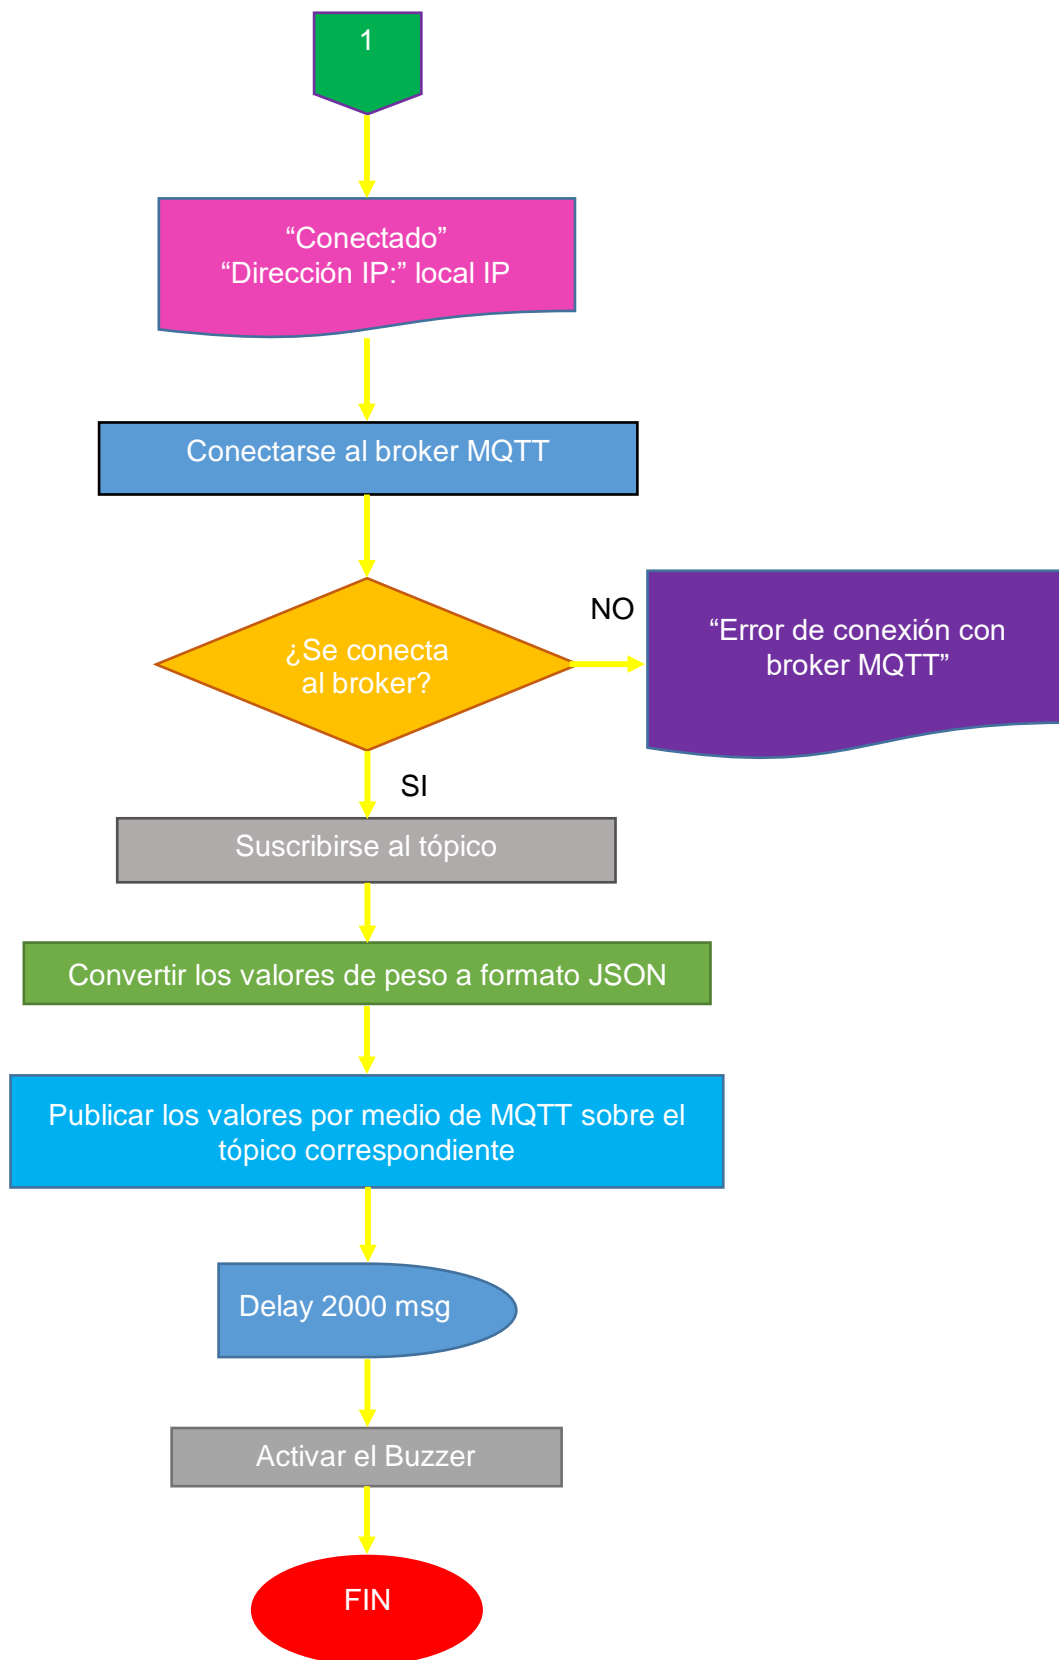 1
“Conectado”
“Dirección IP:” local IP
Conectarse al broker MQTT
¿Se conecta
al broker?
NO
“Error de conexión con
broker MQTT”
SI
Suscribirse al tópico
Convertir los valores de peso a formato JSON
Publicar los valores por medio de MQTT sobre el
tópico correspondiente
Delay 2000 msg
Activar el Buzzer
FIN